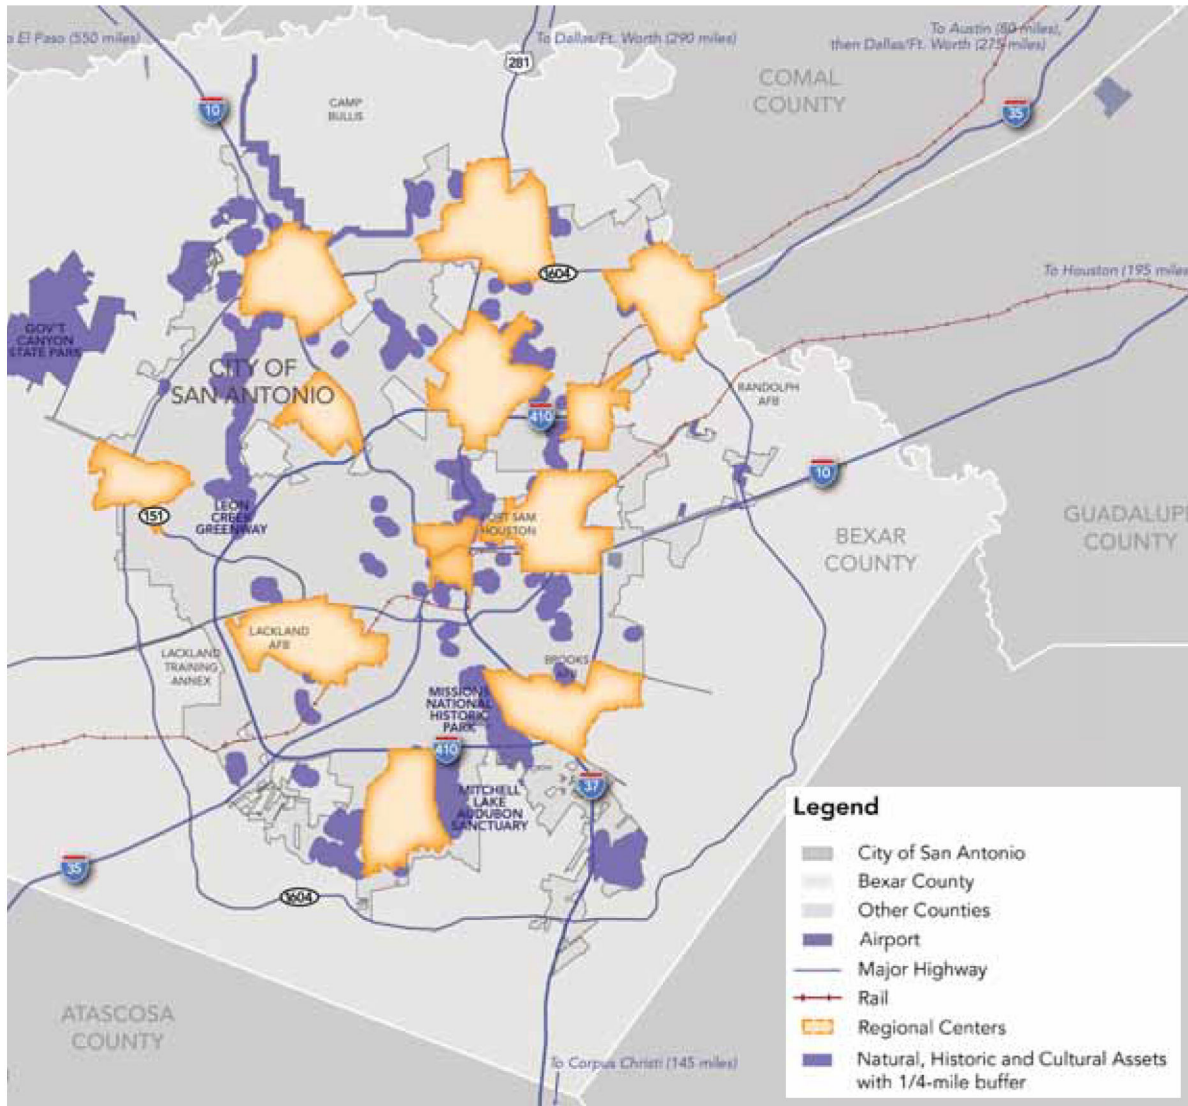 o El Paso (550 miles)
To Dallas/Ft. Worth (290 miles)
To Austin (80 miles),
then Dallas/Ft. Worth (275 miles)
281
COMAL
COUNTY
CAMP
BULLIS
10
35
1604
To Houston (195 miles
GOV'T
CANYON
STATE PARK
CITY OF
SAN ANTONIO
RANDOLPH
AFB
410
10
151
LEON
CREEK
GREENWAY
FORT SAM
HOUSTON
BEXAR
COUNTY
GUADALUPE
COUNTY
LACKLAND
AFB
LACKLAND
TRAINING
ANNEX
BROOKS
AFB
MISSIONS
NATIONAL
HISTORIC
PARK
410
37
MITCHELL
LAKE
AUDUBON
SANCTUARY
35
1604
ATASCOSA
COUNTY
To Corpus Christi (145 miles)
Legend
City of San Antonio
Bexar County
Other Counties
Airport
Major Highway
Rail
Regional Centers
Natural, Historic and Cultural Assets
with 1/4-mile buffer